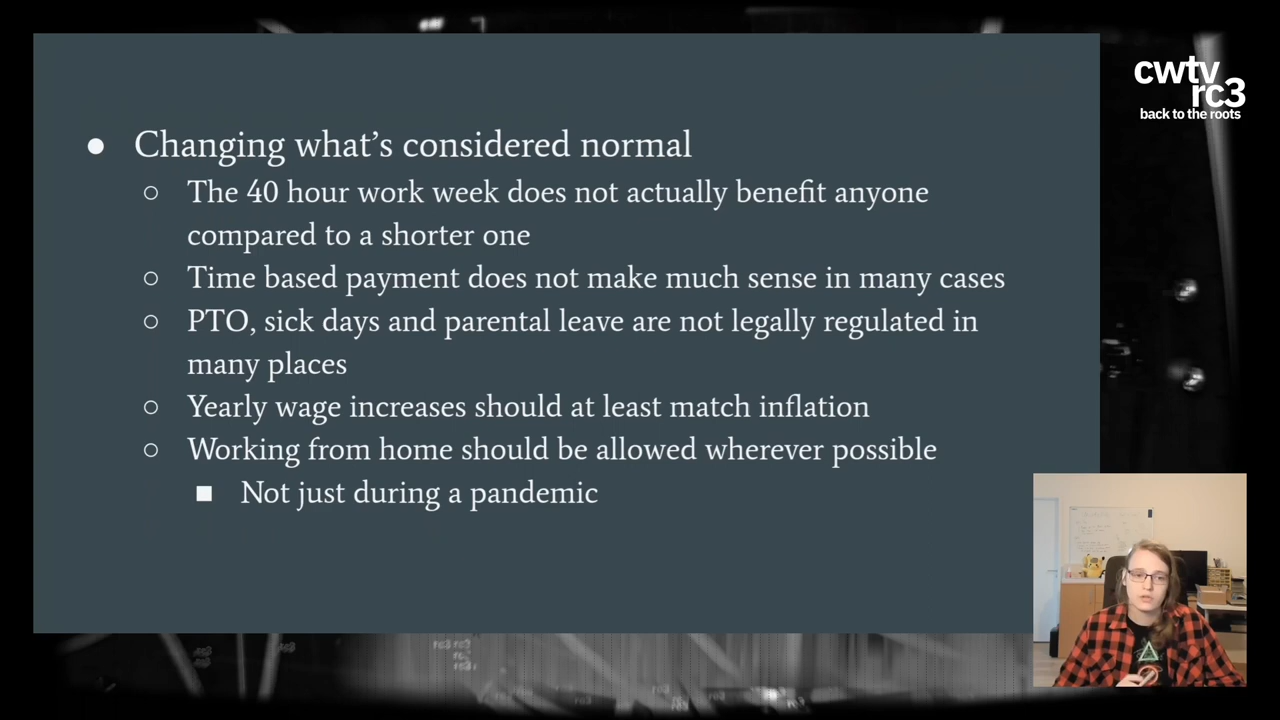 cwtv
rc3
back to the roots
• Changing what's considered normal
○ The 40 hour work week does not actually benefit anyone
compared to a shorter one
○ Time based payment does not make much sense in many cases
○ PTO, sick days and parental leave are not legally regulated in
many places
○ Yearly wage increases should at least match inflation
○ Working from home should be allowed wherever possible
■ Not just during a pandemic
rc3 rc3